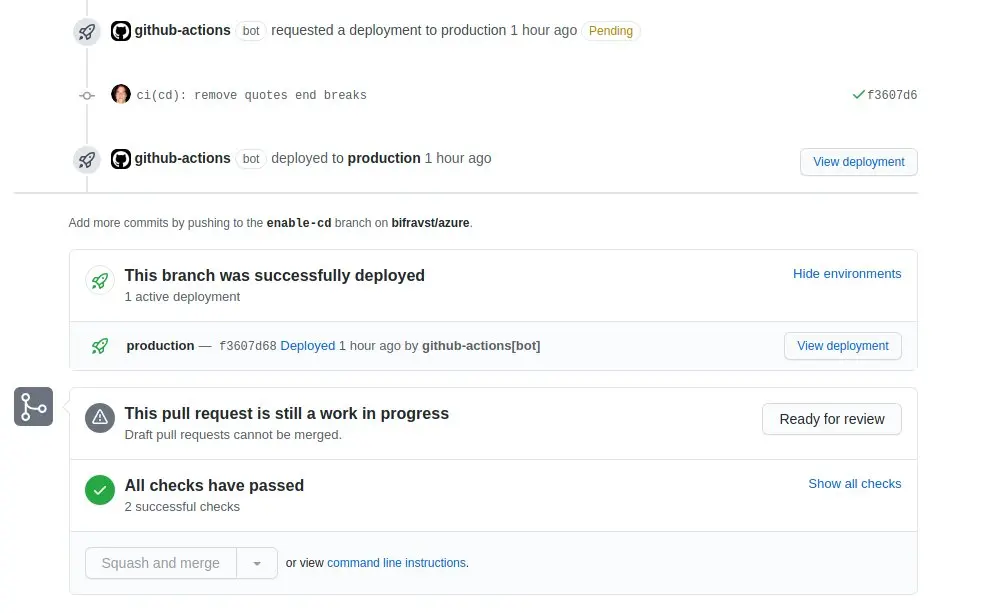 github-actions bot requested a deployment to production 1 hour ago Pending
ci(cd): remove quotes end breaks f3607d6
github-actions bot deployed to production 1 hour ago View deployment
Add more commits by pushing to the enable-cd branch on bifravst/azure.
This branch was successfully deployed Hide environments
1 active deployment
production — f3607d68 Deployed 1 hour ago by github-actions[bot] View deployment
This pull request is still a work in progress Ready for review
Draft pull requests cannot be merged.
All checks have passed Show all checks
2 successful checks
Squash and merge or view command line instructions.